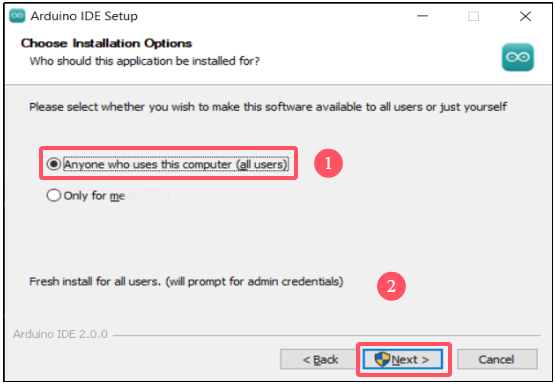 Arduino IDE Setup
Choose Installation Options
Who should this application be installed for?
Please select whether you wish to make this software available to all users or just yourself
Anyone who uses this computer (all users)
1
Only for me
Fresh install for all users. (will prompt for admin credentials)
2
Arduino IDE 2.0.0
< Back
Next >
Cancel